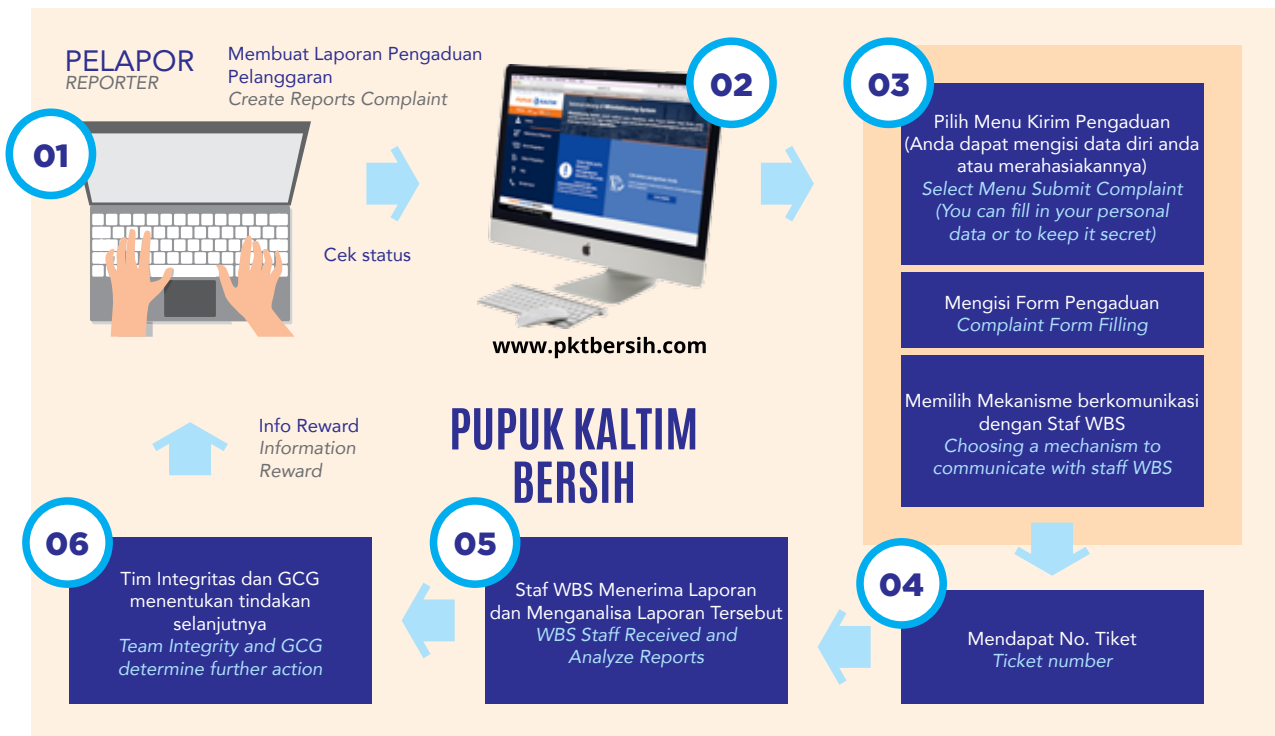 PELAPOR
REPORTER
Membuat Laporan Pengaduan
Pelanggaran
Create Reports Complaint
01
Cek status
02
PUPUK KALTIM
www.pktbersih.com
03
Pilih Menu Kirim Pengaduan
(Anda dapat mengisi data diri anda
atau merahasiakannya)
Select Menu Submit Complaint
(You can fill in your personal
data or to keep it secret)
Mengisi Form Pengaduan
Complaint Form Filling
Memilih Mekanisme berkomunikasi
dengan Staf WBS
Choosing a mechanism to
communicate with staff WBS
04
Mendapat No. Tiket
Ticket number
05
Staf WBS Menerima Laporan
dan Menganalisa Laporan Tersebut
WBS Staff Received and
Analyze Reports
06
Tim Integritas dan GCG
menentukan tindakan
selanjutnya
Team Integrity and GCG
determine further action
Info Reward
Information
Reward
PUPUK KALTIM
BERSIH